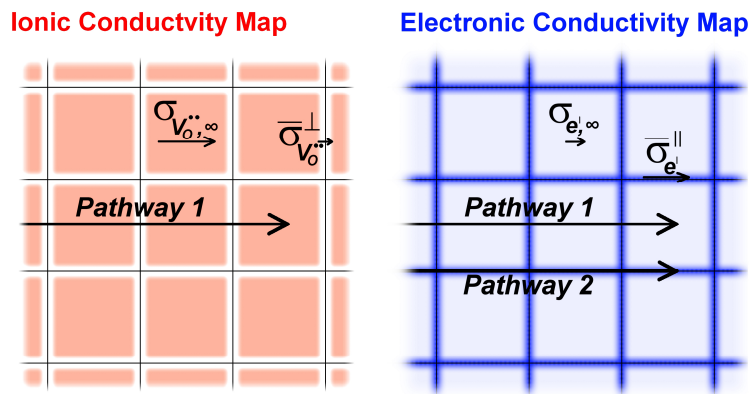 Ionic Conductvity Map
Electronic Conductivity Map
σV̈o,∞
σ̄⊥V̈o
σe',∞
σ̄∥e'
Pathway 1
Pathway 1
Pathway 2